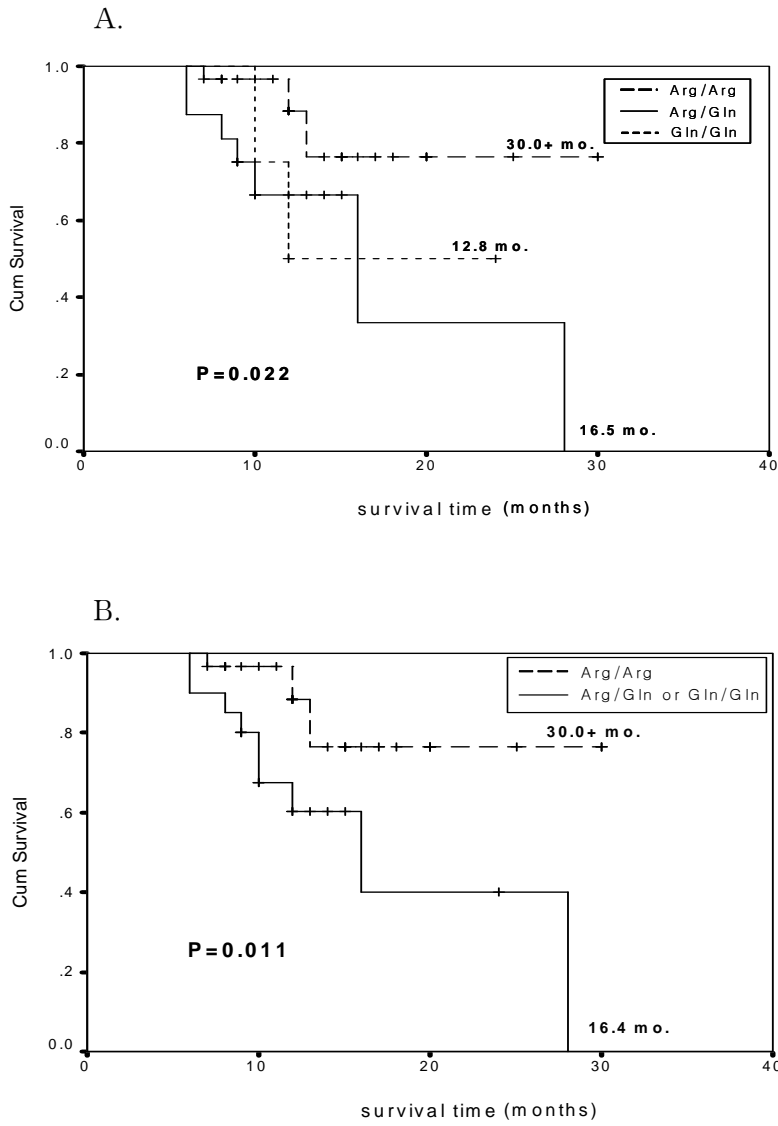 A.
1.0
.8
.6
.4
.2
0.0
Cum Survival
Arg/Arg
Arg/Gln
Gln/Gln
30.0+ mo.
12.8 mo.
P=0.022
16.5 mo.
0 10 20 30 40
survival time (months)
B.
1.0
.8
.6
.4
.2
0.0
Cum Survival
Arg/Arg
Arg/Gln or Gln/Gln
30.0+ mo.
P=0.011
16.4 mo.
0 10 20 30 40
survival time (months)